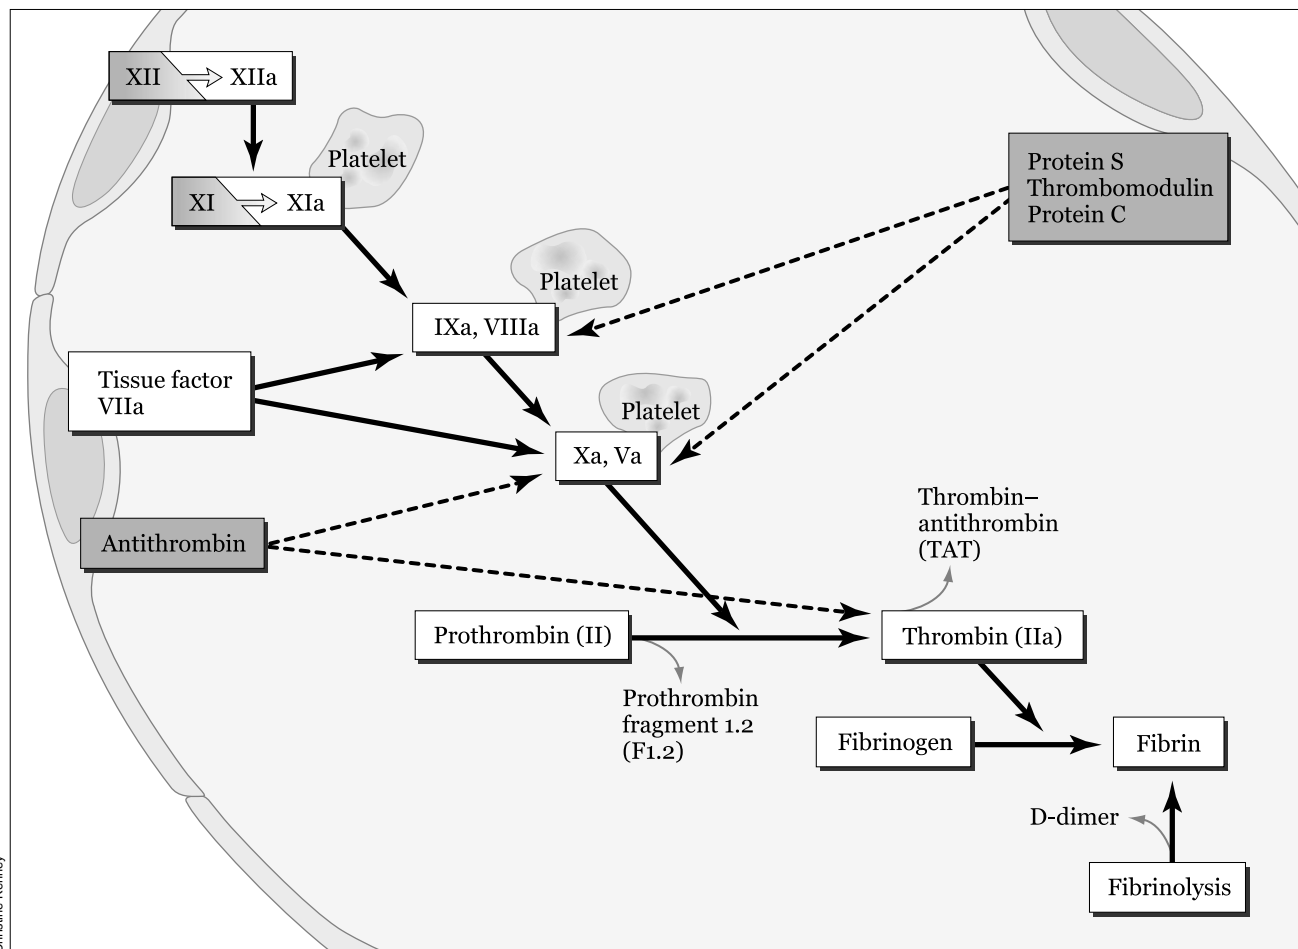 XII
XIIa
Platelet
XI
XIa
Protein S
Thrombomodulin
Protein C
Platelet
IXa, VIIIa
Tissue factor
VIIa
Platelet
Xa, Va
Antithrombin
Thrombin–
antithrombin
(TAT)
Prothrombin (II)
Thrombin (IIa)
Prothrombin
fragment 1.2
(F1.2)
Fibrinogen
Fibrin
D-dimer
Fibrinolysis